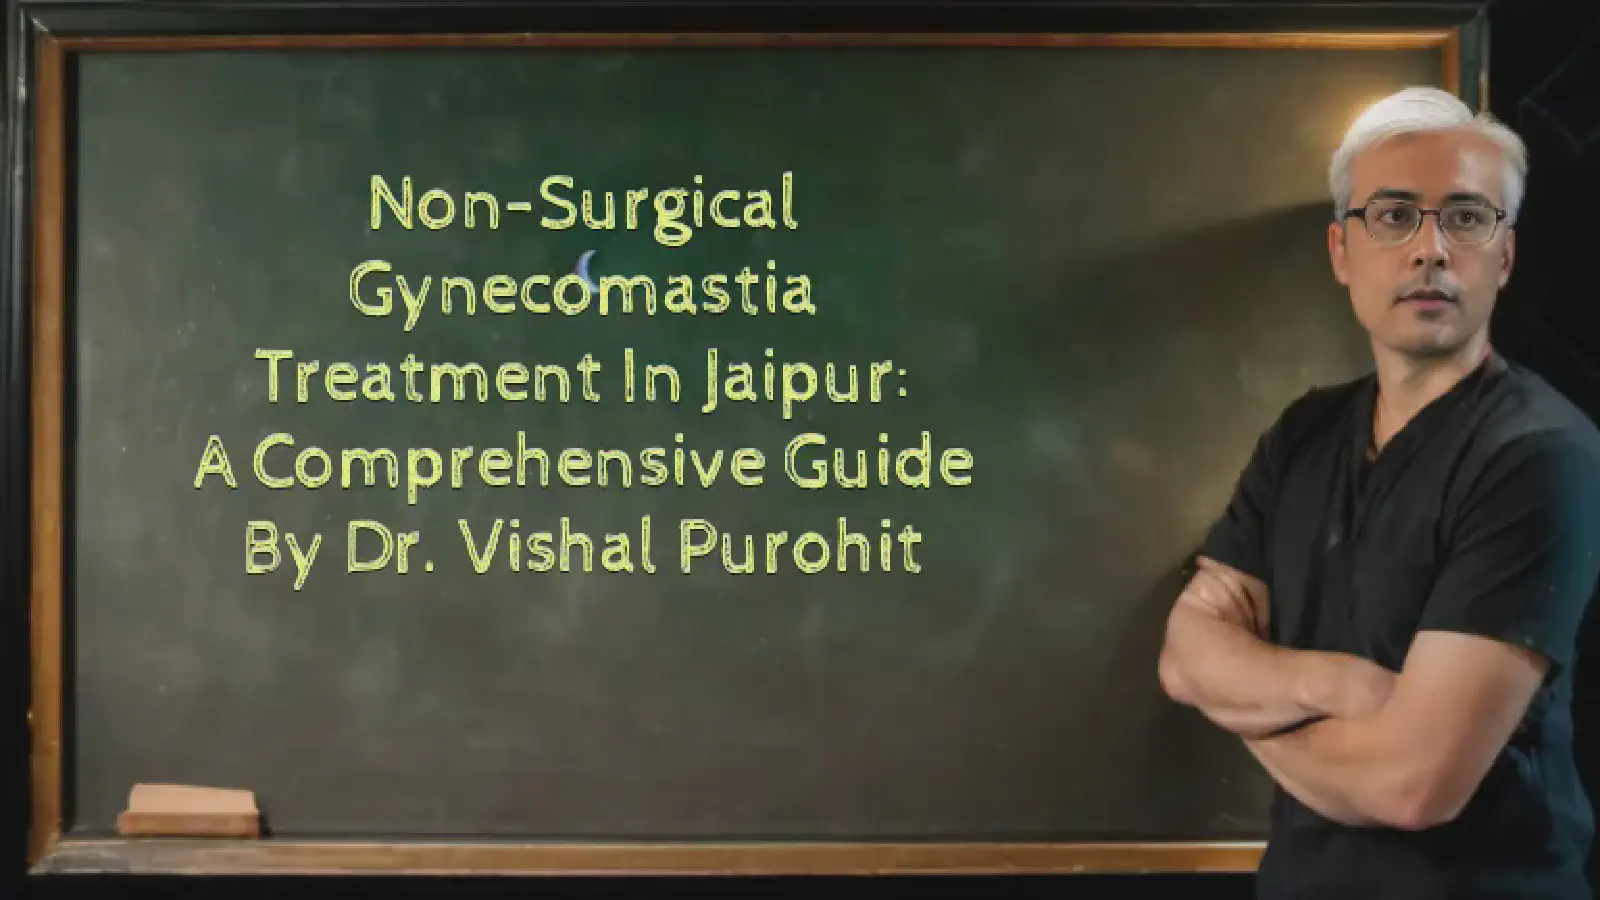 Non-Surgical
Gynecomastia
Treatment In Jaipur:
A Comprehensive Guide
By Dr. Vishal Purohit